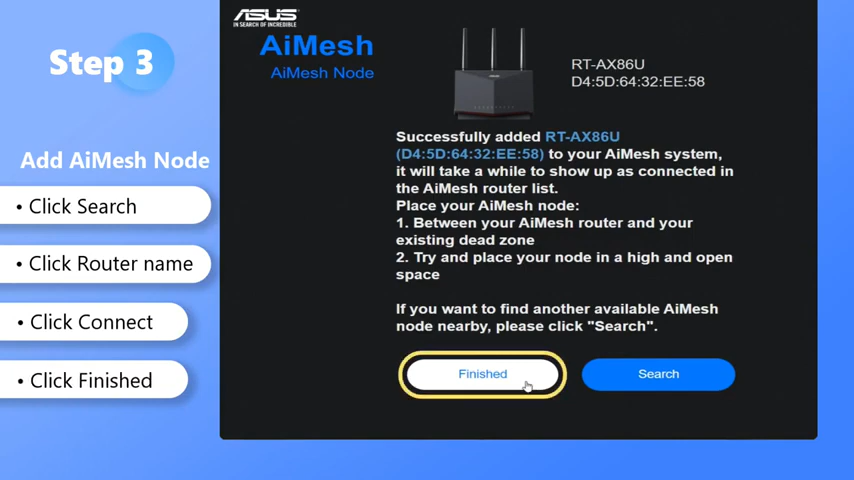 Step 3
Add AiMesh Node
• Click Search
• Click Router name
• Click Connect
• Click Finished
ASUS
IN SEARCH OF INCREDIBLE
AiMesh
AiMesh Node
RT-AX86U
D4:5D:64:32:EE:58
Successfully added RT-AX86U
(D4:5D:64:32:EE:58) to your AiMesh system,
it will take a while to show up as connected in
the AiMesh router list.
Place your AiMesh node:
1. Between your AiMesh router and your
existing dead zone
2. Try and place your node in a high and open
space
If you want to find another available AiMesh
node nearby, please click "Search".
Finished
Search